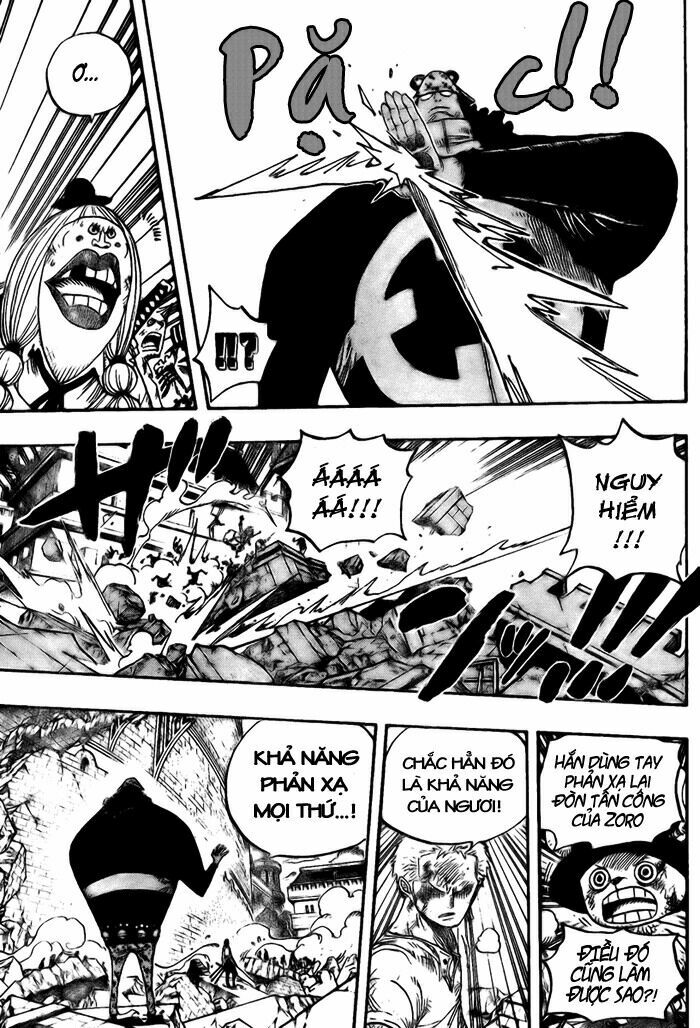 Pặc!!
Ơ...
!!?
NGUY
HIỂM
!!!
ÁÁÁÁ
Á!!!
HẮN DÙNG TAY
PHẢN XẠ LẠI
ĐÒN TẤN CÔNG
CỦA ZORO
ĐIỀU ĐÓ
CŨNG LÀM
ĐƯỢC SAO?!
CHẮC HẲN ĐÓ
LÀ KHẢ NĂNG
CỦA NGƯƠI!
KHẢ NĂNG
PHẢN XẠ
MỌI THỨ...!